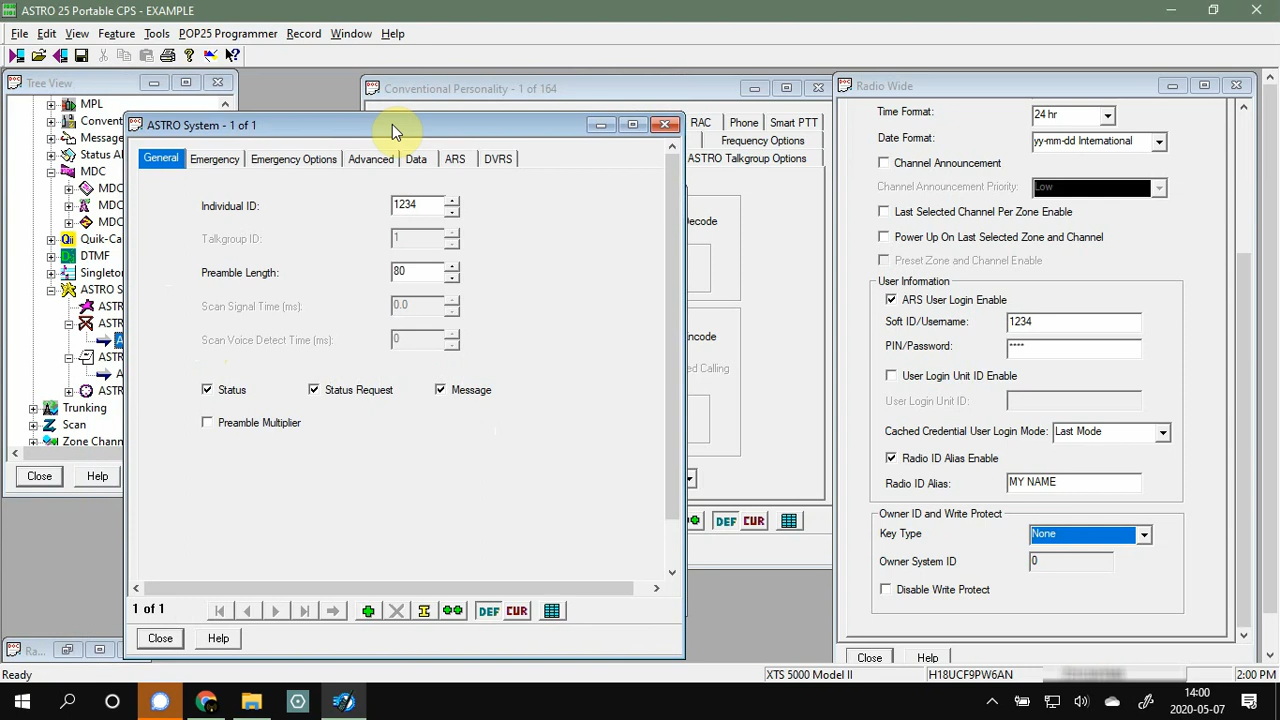 ASTRO 25 Portable CPS - EXAMPLE
File Edit View Feature Tools POP25 Programmer Record Window Help
Tree View
MPL
Convent
Message
Status Al
MDC
MDC
MDC
MDC
Quik-Ca
DTMF
Singleton
ASTRO S
ASTR
ASTR
A
ASTR
A
ASTR
Trunking
Scan
Zone Chann
Close Help
Ra...
Conventional Personality - 1 of 164
RAC Phone Smart PTT
Frequency Options
ASTRO Talkgroup Options
Decode
ncode
d Calling
DEF CUR
ASTRO System - 1 of 1
General Emergency Emergency Options Advanced Data ARS DVRS
Individual ID: 1234
Talkgroup ID: 1
Preamble Length: 80
Scan Signal Time (ms): 0.0
Scan Voice Detect Time (ms): 0
Status Status Request Message
Preamble Multiplier
1 of 1 DEF CUR
Close Help
Radio Wide
Time Format: 24 hr
Date Format: yy-mm-dd International
Channel Announcement
Channel Announcement Priority: Low
Last Selected Channel Per Zone Enable
Power Up On Last Selected Zone and Channel
Preset Zone and Channel Enable
User Information
ARS User Login Enable
Soft ID/Username: 1234
PIN/Password: ****
User Login Unit ID Enable
User Login Unit ID:
Cached Credential User Login Mode: Last Mode
Radio ID Alias Enable
Radio ID Alias: MY NAME
Owner ID and Write Protect
Key Type None
Owner System ID 0
Disable Write Protect
Close Help
Ready XTS 5000 Model II H18UCF9PW6AN 2:00 PM
14:00
2020-05-07